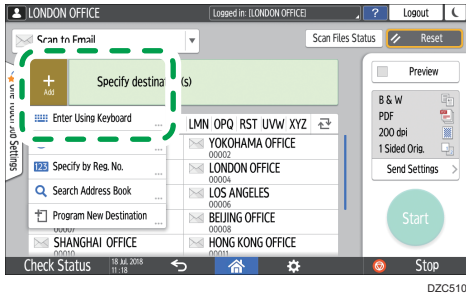 LONDON OFFICE
Logged in: [LONDON OFFICE]
?
Logout
Scan to Email
Scan Files Status
Reset
Add
Specify destina (s)
Preview
Enter Using Keyboard
...
LMN OPQ RST UVW XYZ
B & W
PDF
200 dpi
1 Sided Orig.
YOKOHAMA OFFICE
00002
Specify by Reg. No.
...
LONDON OFFICE
00004
Send Settings
Search Address Book
...
LOS ANGELES
00006
Program New Destination
...
00007
BEIJING OFFICE
00008
Start
SHANGHAI OFFICE
HONG KONG OFFICE
00011
Check Status
18 Jul. 2018
11:18
Stop
DZC510